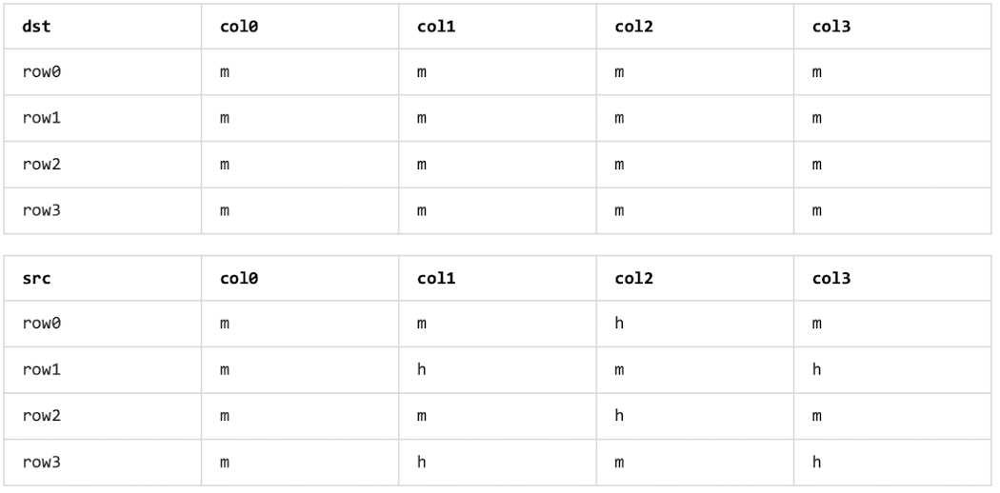 dst col0 col1 col2 col3
row0 m m m m
row1 m m m m
row2 m m m m
row3 m m m m
src col0 col1 col2 col3
row0 m m h m
row1 m h m h
row2 m m h m
row3 m h m h